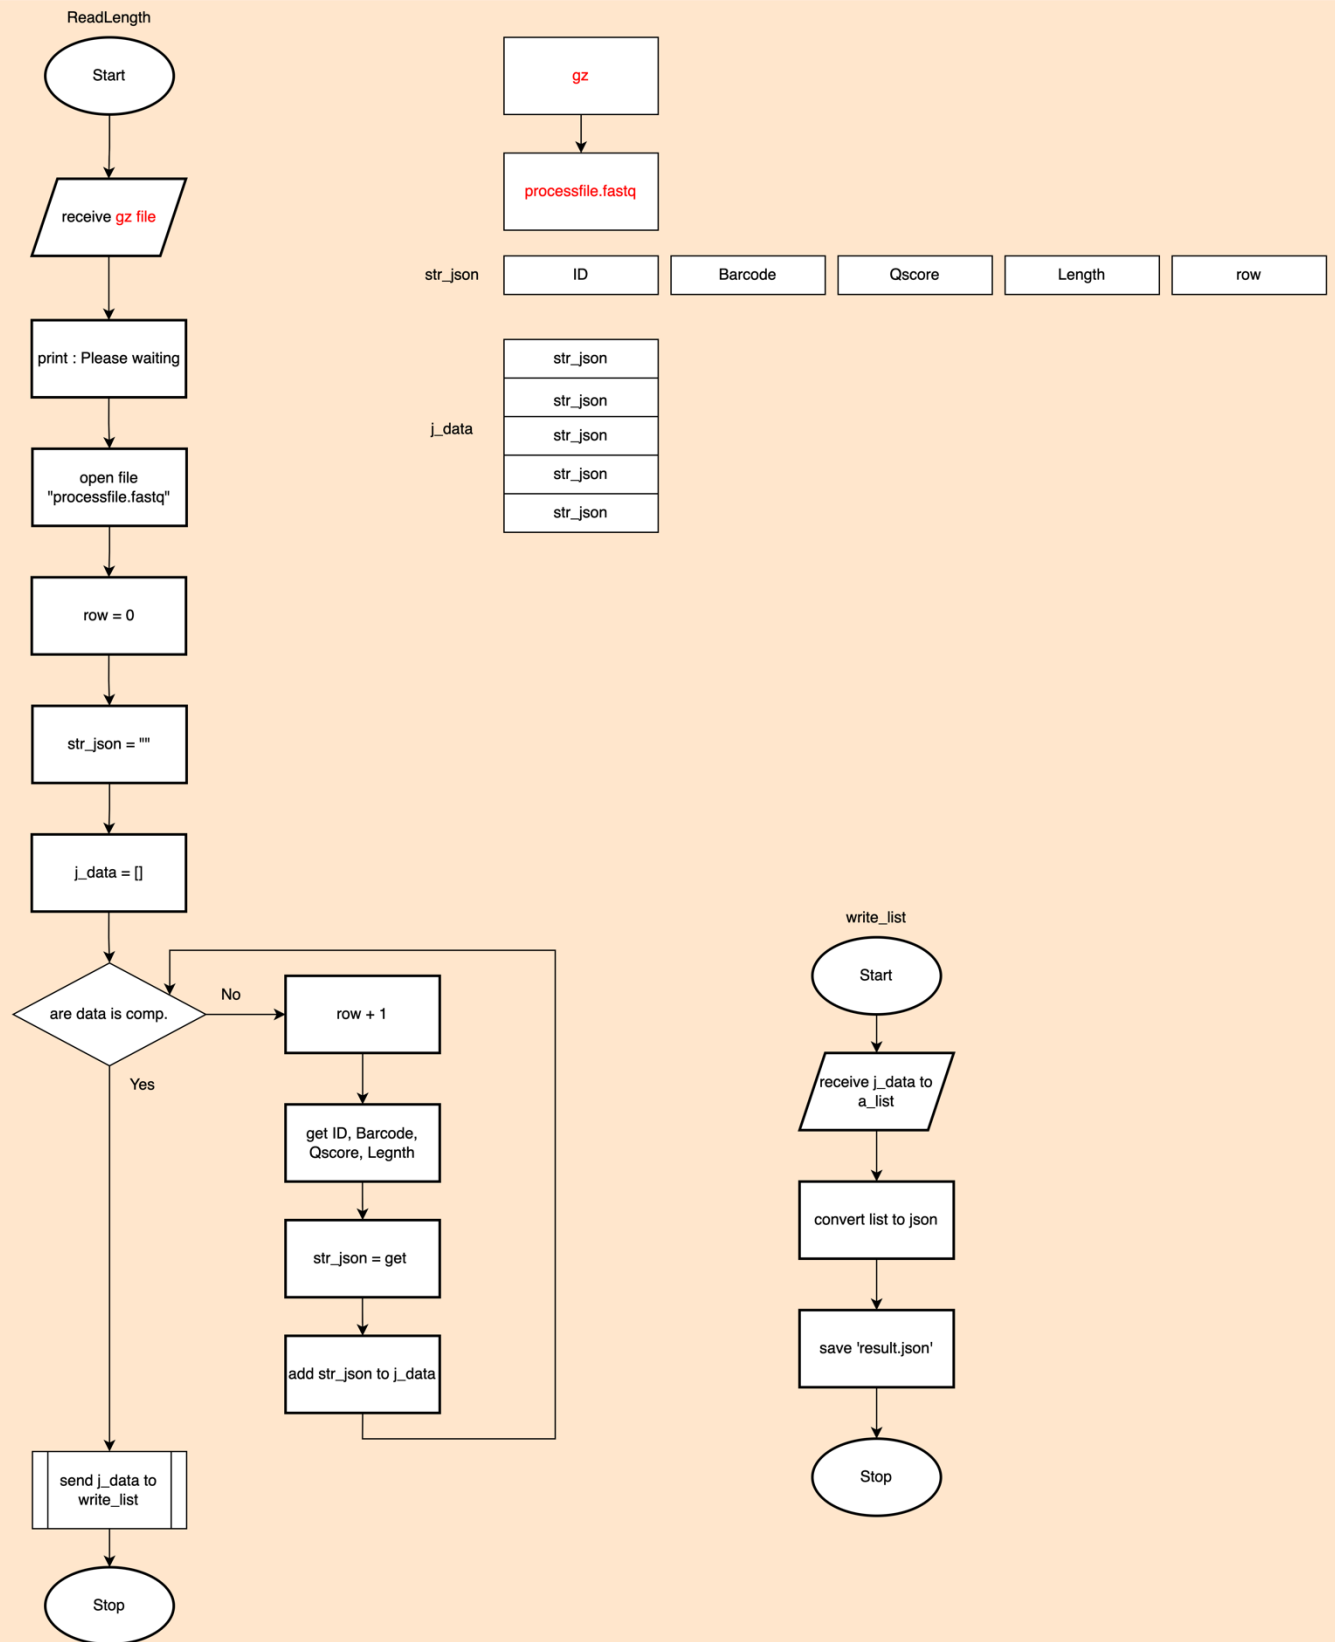 ReadLength
Start
receive gz file
print : Please waiting
open file
"processfile.fastq"
row = 0
str_json = ""
j_data = []
are data is comp.
No
Yes
row + 1
get ID, Barcode,
Qscore, Legnth
str_json = get
add str_json to j_data
send j_data to
write_list
Stop
gz
processfile.fastq
str_json
ID
Barcode
Qscore
Length
row
j_data
str_json
str_json
str_json
str_json
str_json
write_list
Start
receive j_data to
a_list
convert list to json
save 'result.json'
Stop